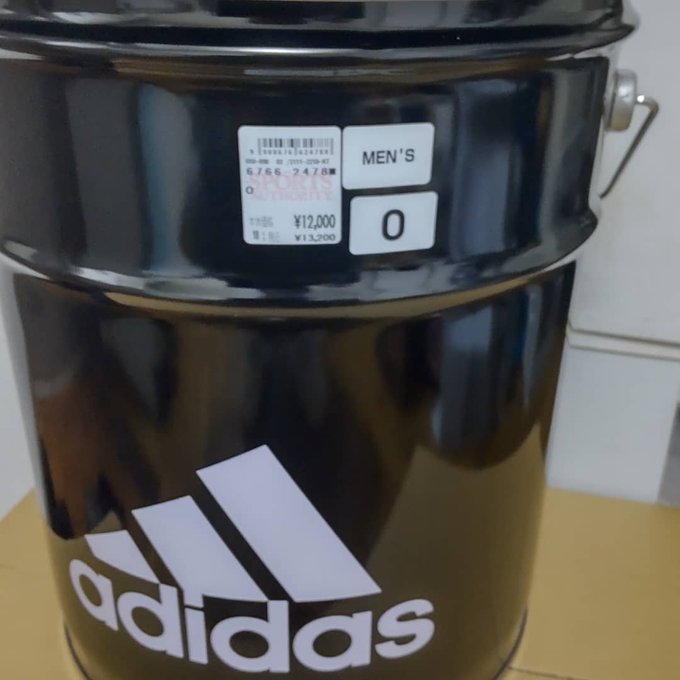 6766 2478
O
SPORTS
AUTHORITY
¥12,000
¥13,200
MEN'S
O
adidas